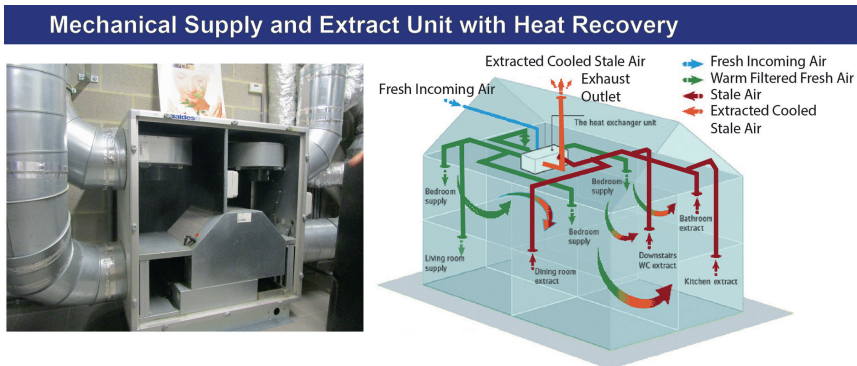 Mechanical Supply and Extract Unit with Heat Recovery
Extracted Cooled Stale Air
Exhaust
Outlet
Fresh Incoming Air
Fresh Incoming Air
Warm Filtered Fresh Air
Stale Air
Extracted Cooled
Stale Air
The heat exchanger unit
Bedroom
supply
Bedroom
supply
Bedroom
supply
Bathroom
extract
Living room
supply
Dining room
extract
Downstairs
WC extract
Kitchen extract